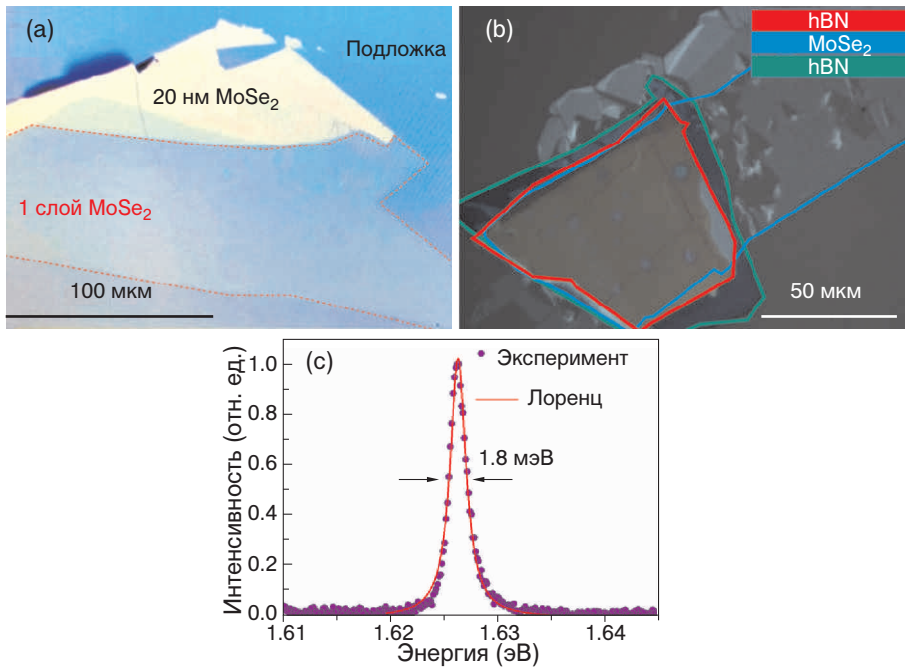 (a)
Подложка
20 нм MoSe₂
1 слой MoSe₂
100 мкм
(b)
hBN
MoSe₂
hBN
50 мкм
(c)
Эксперимент
Лоренц
1.8 мэВ
Интенсивность (отн. ед.)
1.0
0.8
0.6
0.4
0.2
0.0
1.61
1.62
1.63
1.64
Энергия (эВ)